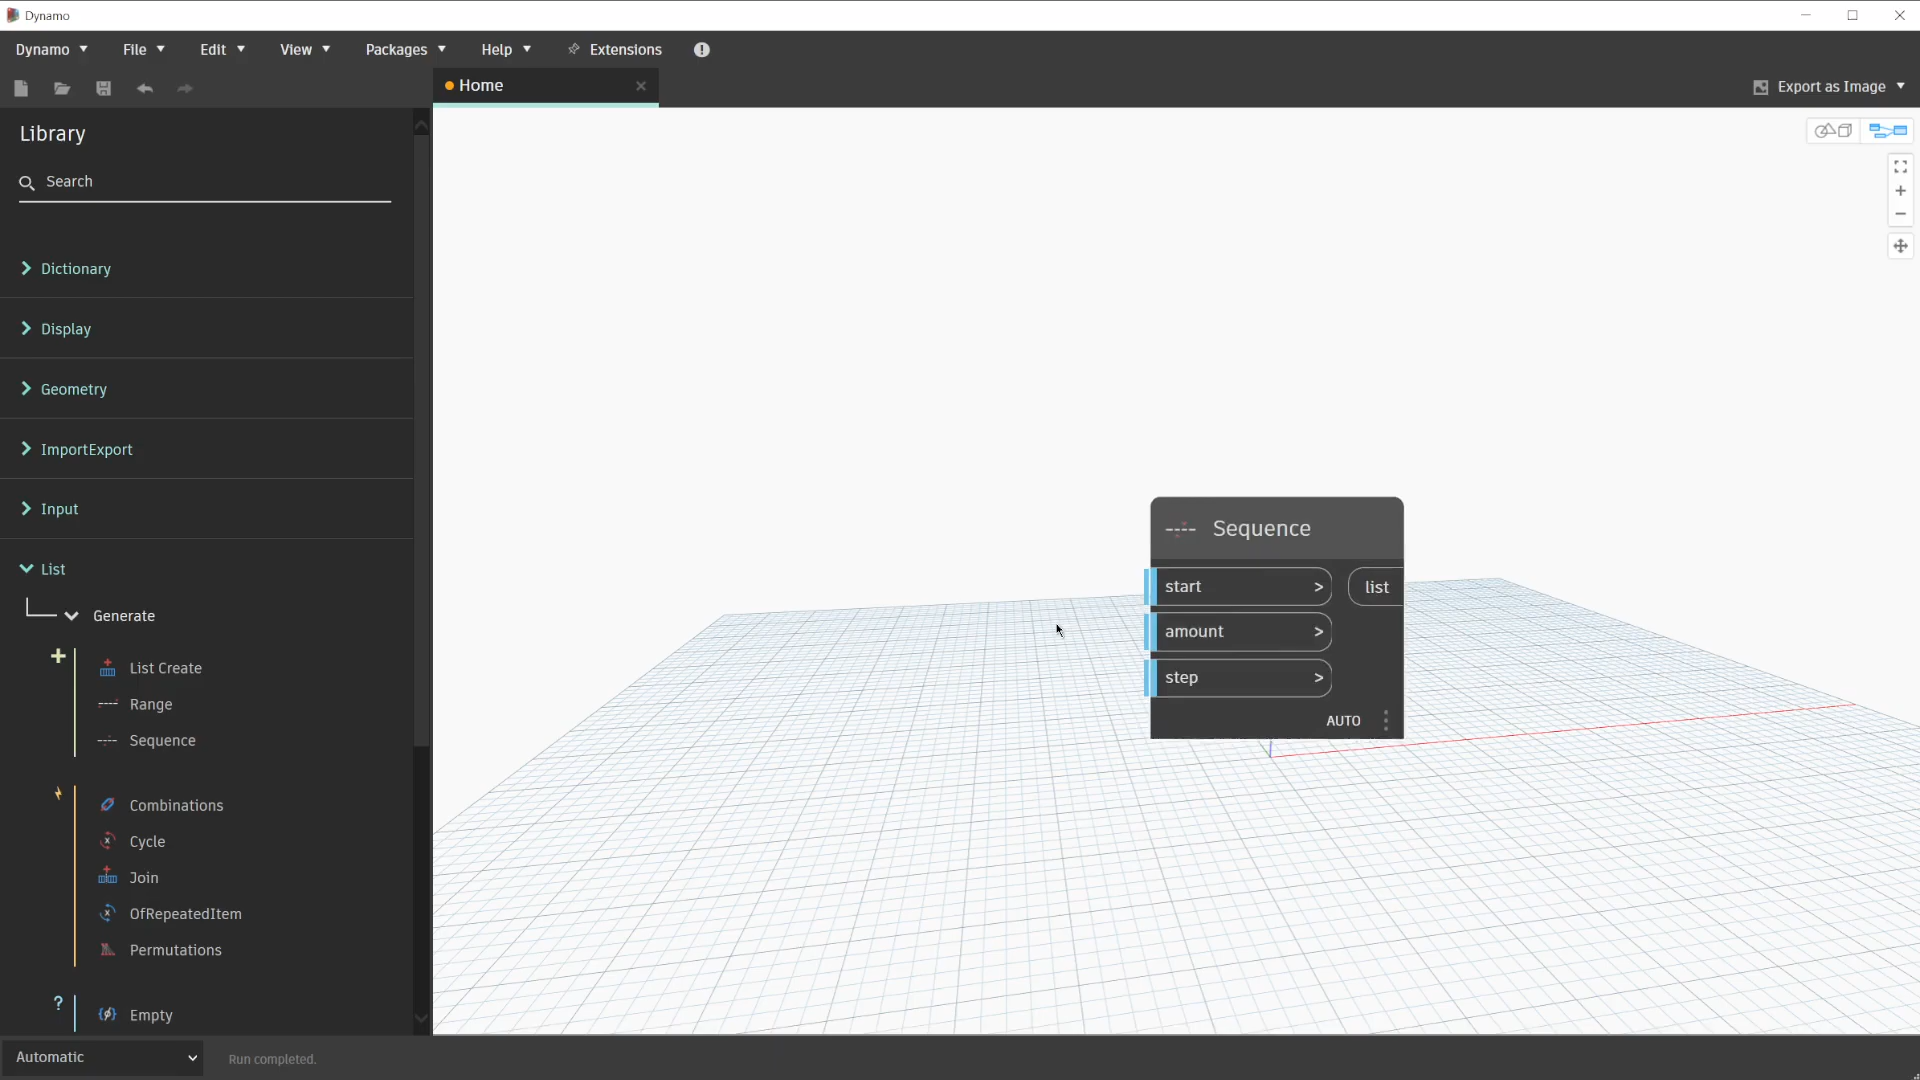 Dynamo
Dynamo File Edit View Packages Help Extensions
Home
Export as Image
Library
Search
Dictionary
Display
Geometry
ImportExport
Input
List
Generate
List Create
Range
Sequence
Combinations
Cycle
Join
OfRepeatedItem
Permutations
Empty
Sequence
start > list
amount >
step >
AUTO
Automatic
Run completed.